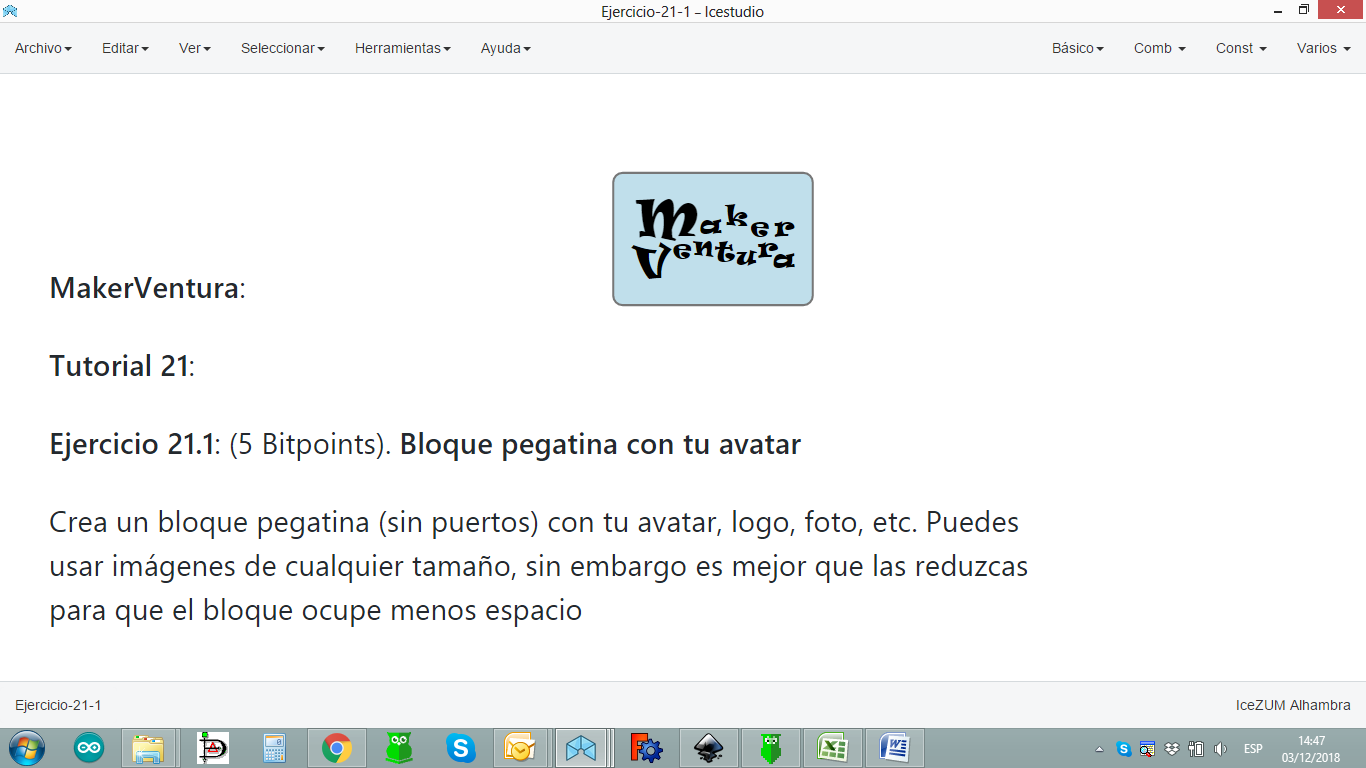 Ejercicio-21-1 – Icestudio
Archivo Editar Ver Seleccionar Herramientas Ayuda Básico Comb Const Varios
Maker
Ventura
MakerVentura:
Tutorial 21:
Ejercicio 21.1: (5 Bitpoints). Bloque pegatina con tu avatar
Crea un bloque pegatina (sin puertos) con tu avatar, logo, foto, etc. Puedes
usar imágenes de cualquier tamaño, sin embargo es mejor que las reduzcas
para que el bloque ocupe menos espacio
Ejercicio-21-1 IceZUM Alhambra
ESP
14:47
03/12/2018